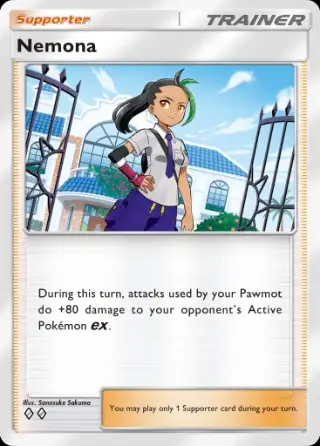 Supporter
TRAINER
Nemona
During this turn, attacks used by your Pawmot
do +80 damage to your opponent's Active
Pokémon ex.
Illus. Sanosuke Sakuma
You may play only 1 Supporter card during your turn.